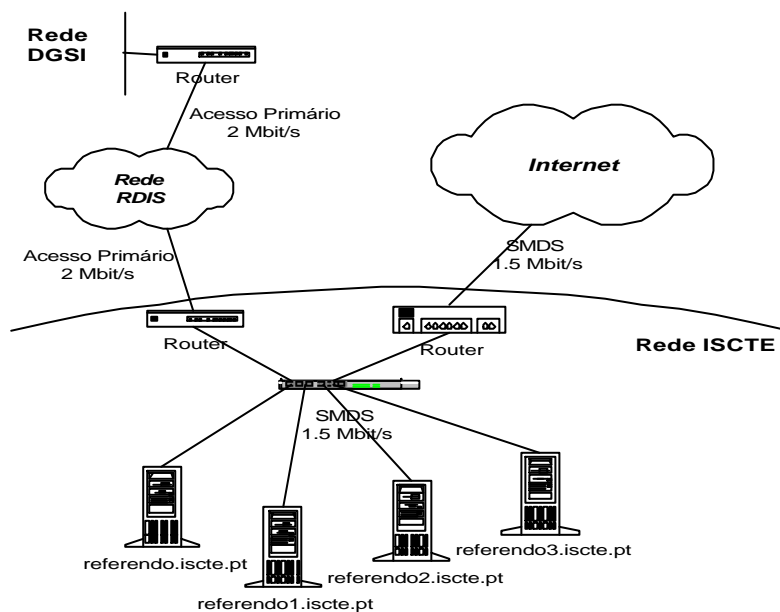 Rede
DGSI
Router
Acesso Primário
2 Mbit/s
Rede
RDIS
Internet
Acesso Primário
2 Mbit/s
SMDS
1.5 Mbit/s
Router
Router
Rede ISCTE
SMDS
1.5 Mbit/s
referendo.iscte.pt
referendo1.iscte.pt
referendo2.iscte.pt
referendo3.iscte.pt